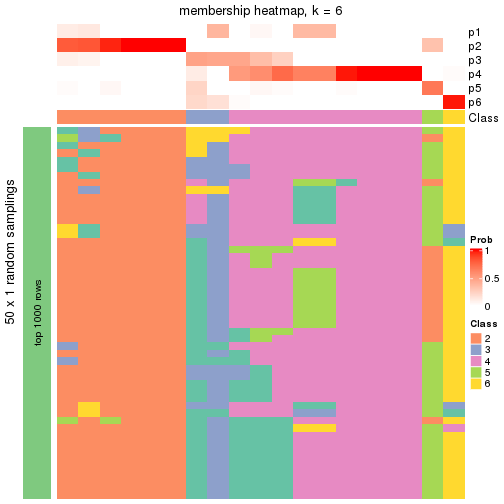 membership heatmap, k = 6
p1
p2
p3
p4
p5
p6
Class
50 x 1 random samplings
top 1000 rows
Prob
1
0.5
0
Class
2
3
4
5
6